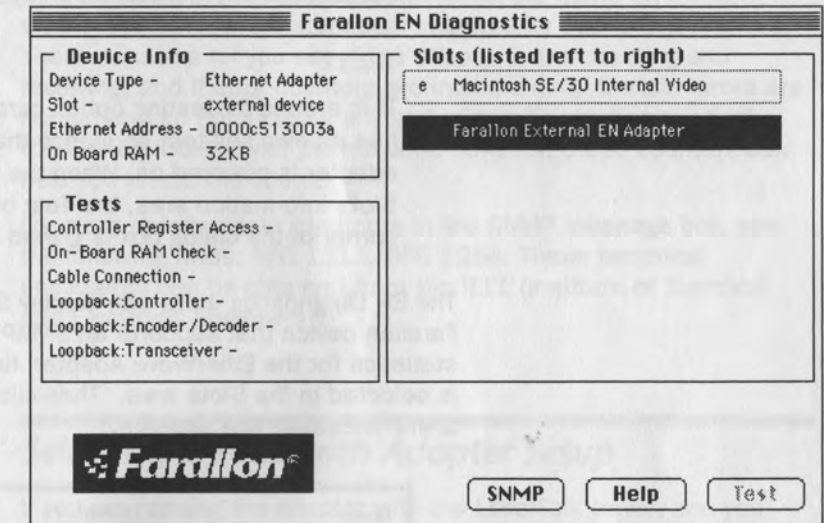 Farallon EN Diagnostics
Device Info
Device Type - Ethernet Adapter
Slot - external device
Ethernet Address - 0000c513003a
On Board RAM - 32KB
Tests
Controller Register Access -
On-Board RAM check -
Cable Connection -
Loopback:Controller -
Loopback:Encoder/Decoder -
Loopback:Transceiver -
Slots (listed left to right)
e Macintosh SE/30 Internal Video
Farallon External EN Adapter
Farallon®
SNMP
Help
Test